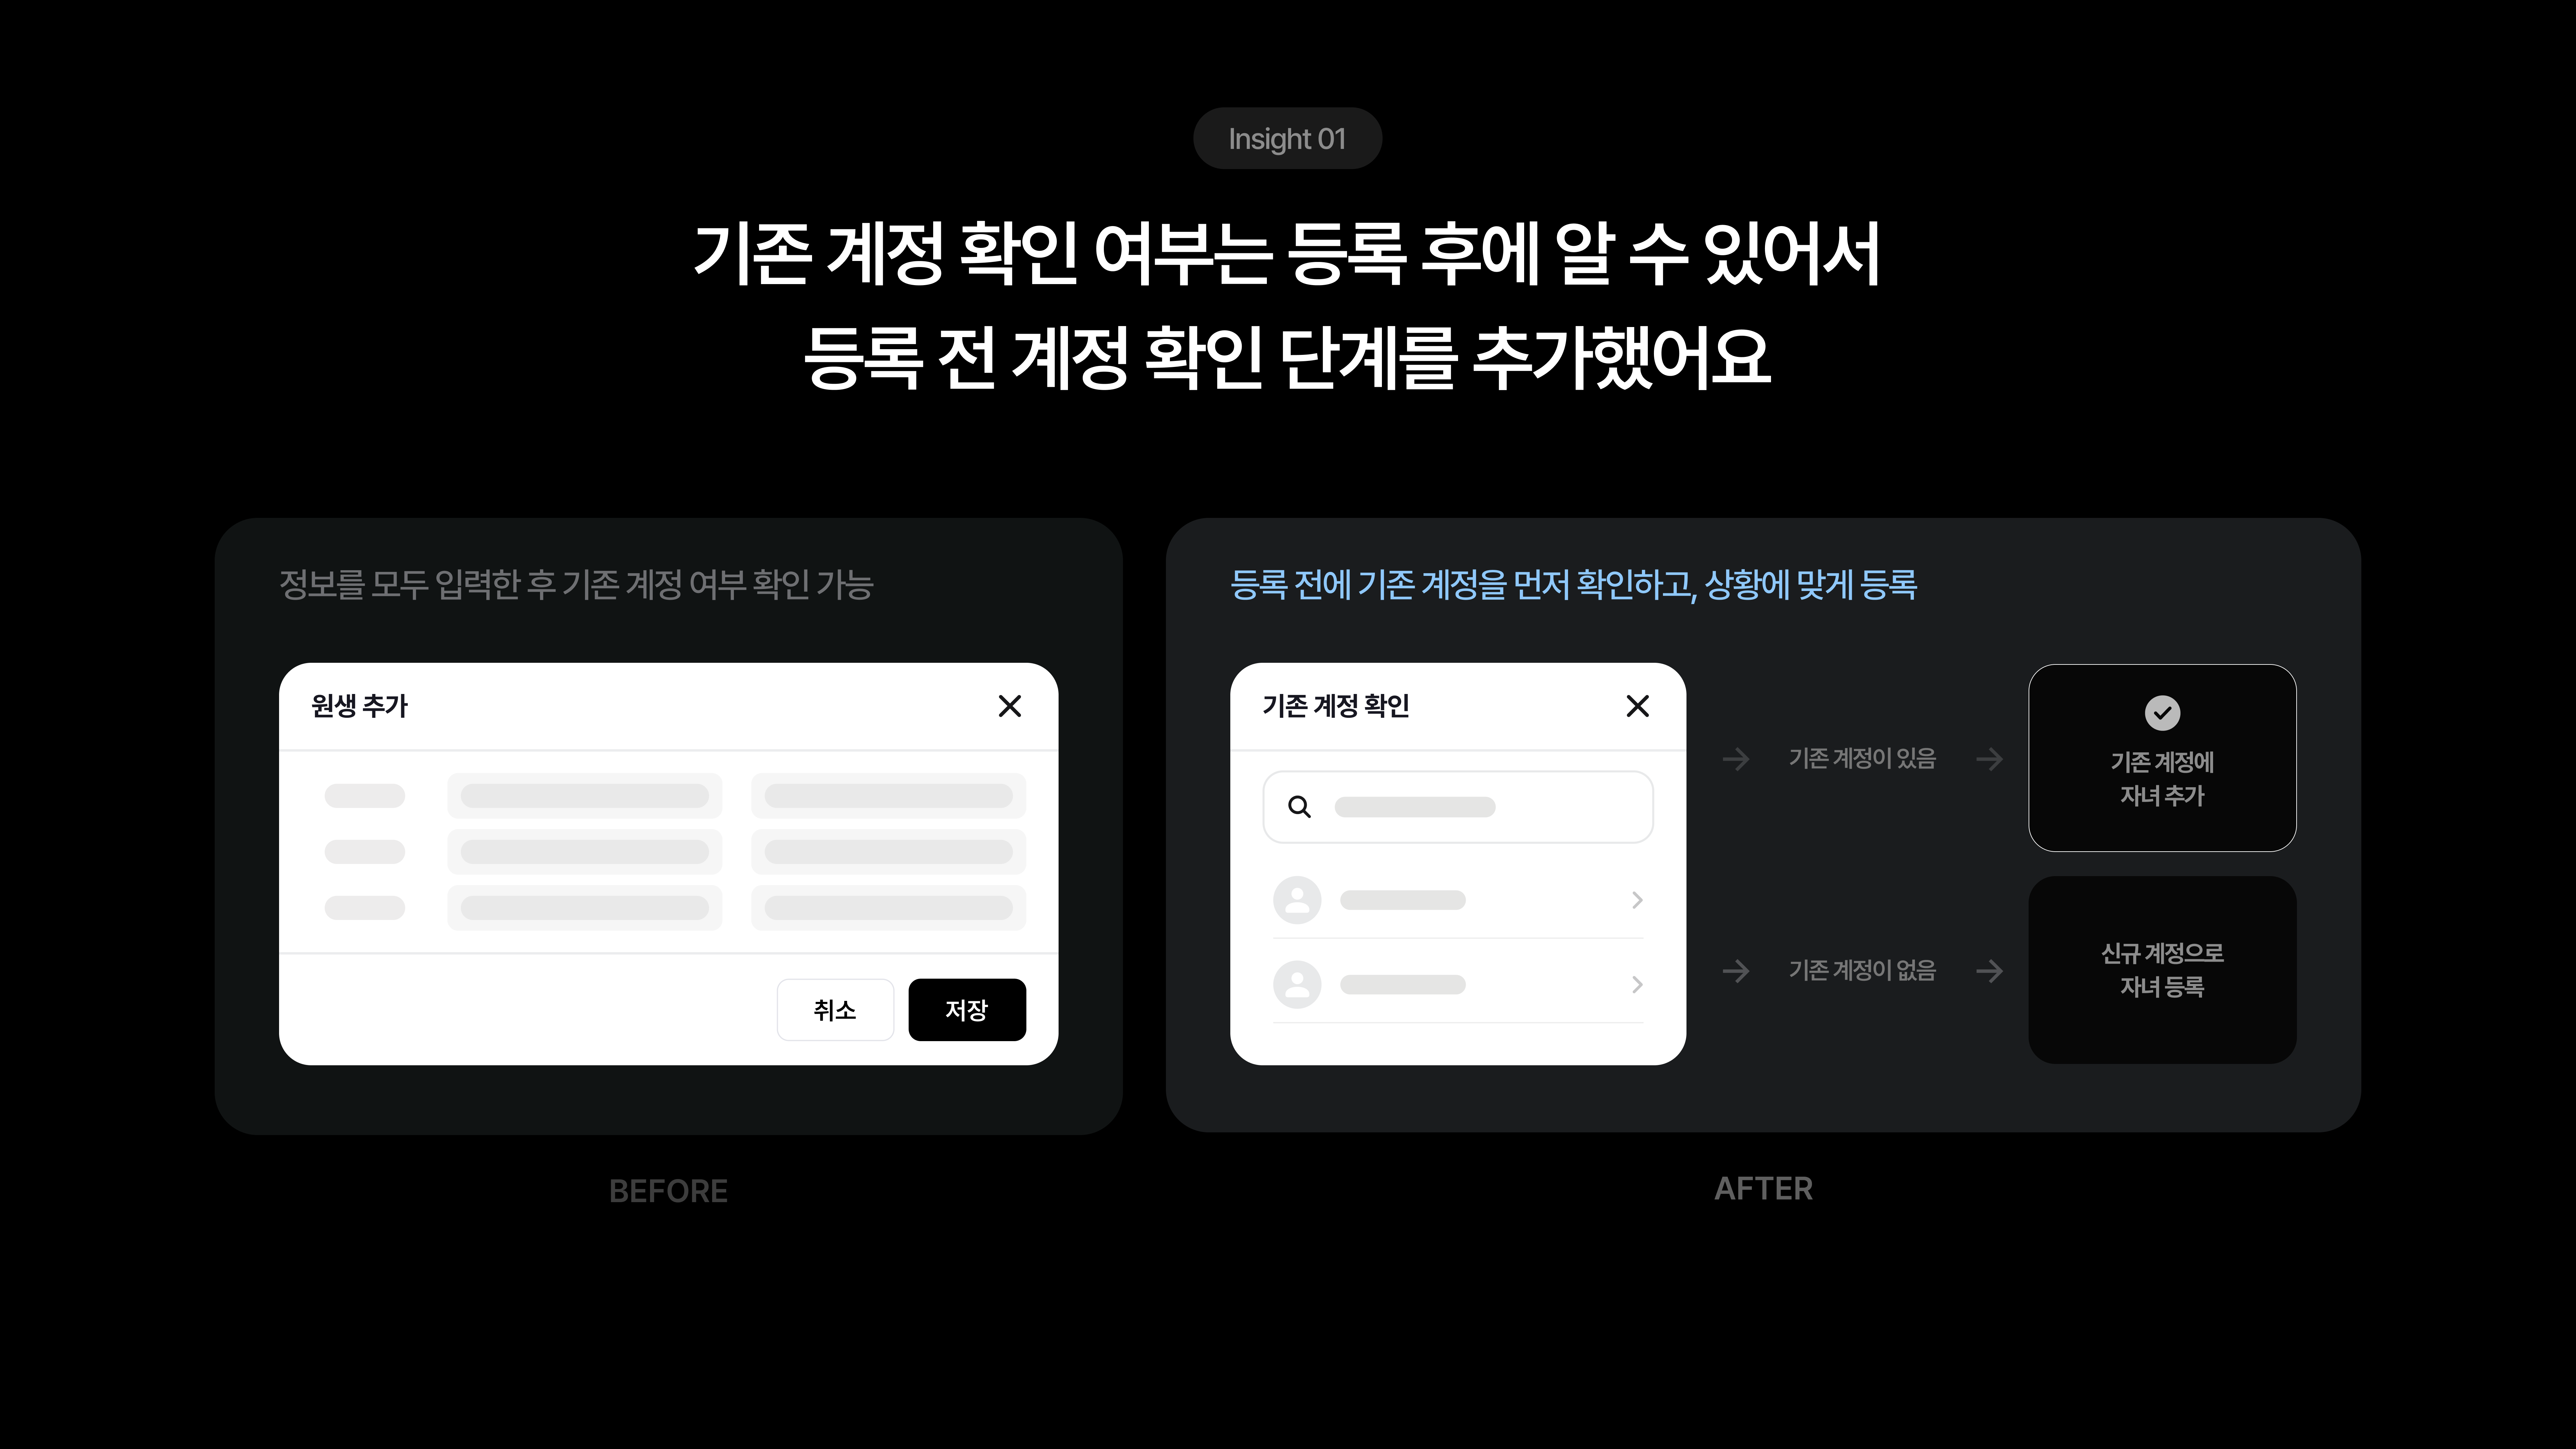 Insight 01
기존 계정 확인 여부는 등록 후에 알 수 있어서
등록 전 계정 확인 단계를 추가했어요
정보를 모두 입력한 후 기존 계정 여부 확인 가능
원생 추가
취소
저장
BEFORE
등록 전에 기존 계정을 먼저 확인하고, 상황에 맞게 등록
기존 계정 확인
기존 계정이 있음
기존 계정에
자녀 추가
기존 계정이 없음
신규 계정으로
자녀 등록
AFTER